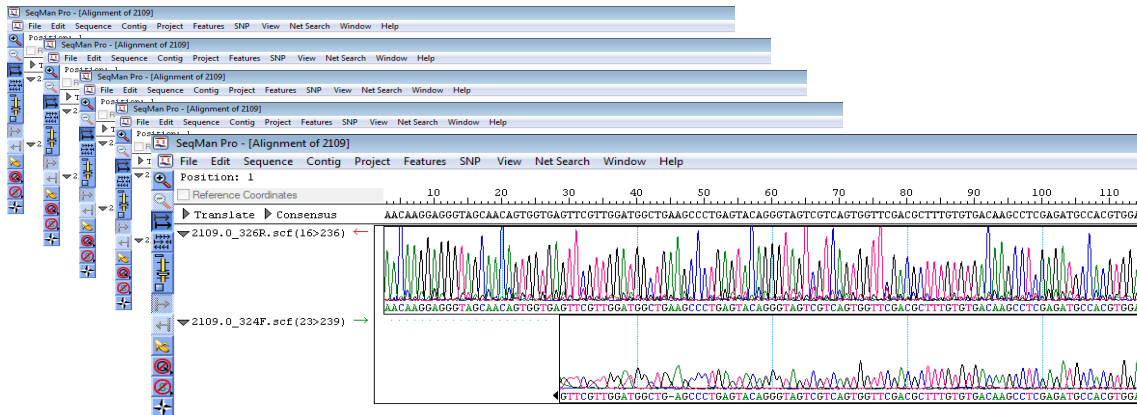 SeqMan Pro - [Alignment of 2109]
File Edit Sequence Contig Project Features SNP View Net Search Window Help
Position: 1
SeqMan Pro - [Alignment of 2109]
File Edit Sequence Contig Project Features SNP View Net Search Window Help
Position: 1
SeqMan Pro - [Alignment of 2109]
File Edit Sequence Contig Project Features SNP View Net Search Window Help
Position: 1
SeqMan Pro - [Alignment of 2109]
File Edit Sequence Contig Project Features SNP View Net Search Window Help
SeqMan Pro - [Alignment of 2109]
File Edit Sequence Contig Project Features SNP View Net Search Window Help
Position: 1
Reference Coordinates 10 20 30 40 50 60 70 80 90 100 110
Translate Consensus AACAAGGAGGGTAGCAACAGTGGTGAGTTCGTTGGATGGCTGAAGCCCTGAGTACAGGGTAGTCGTCAGTGGTTCGACGCTTTGTGTGACAAGCCTCGAGATGCCACGTGGA
2109.0_326R.scf(16>236) ←
AACAAGGAGGGTAGCAACAGTGGTGAGTTCGTTGGATGGCTGAAGCCCTGAGTACAGGGTAGTCGTCAGTGGTTCGACGCTTTGTGTGACAAGCCTCGAGATGCCACGTGGA
2109.0_324F.scf(23>239) →
GTTCGTTGGATGGCTG-AGCCCTGAGTACAGGGTAGTCGTCAGTGGTTCGACGCTTTGTGTGACAAGCCTCGAGATGCCACGTGGA